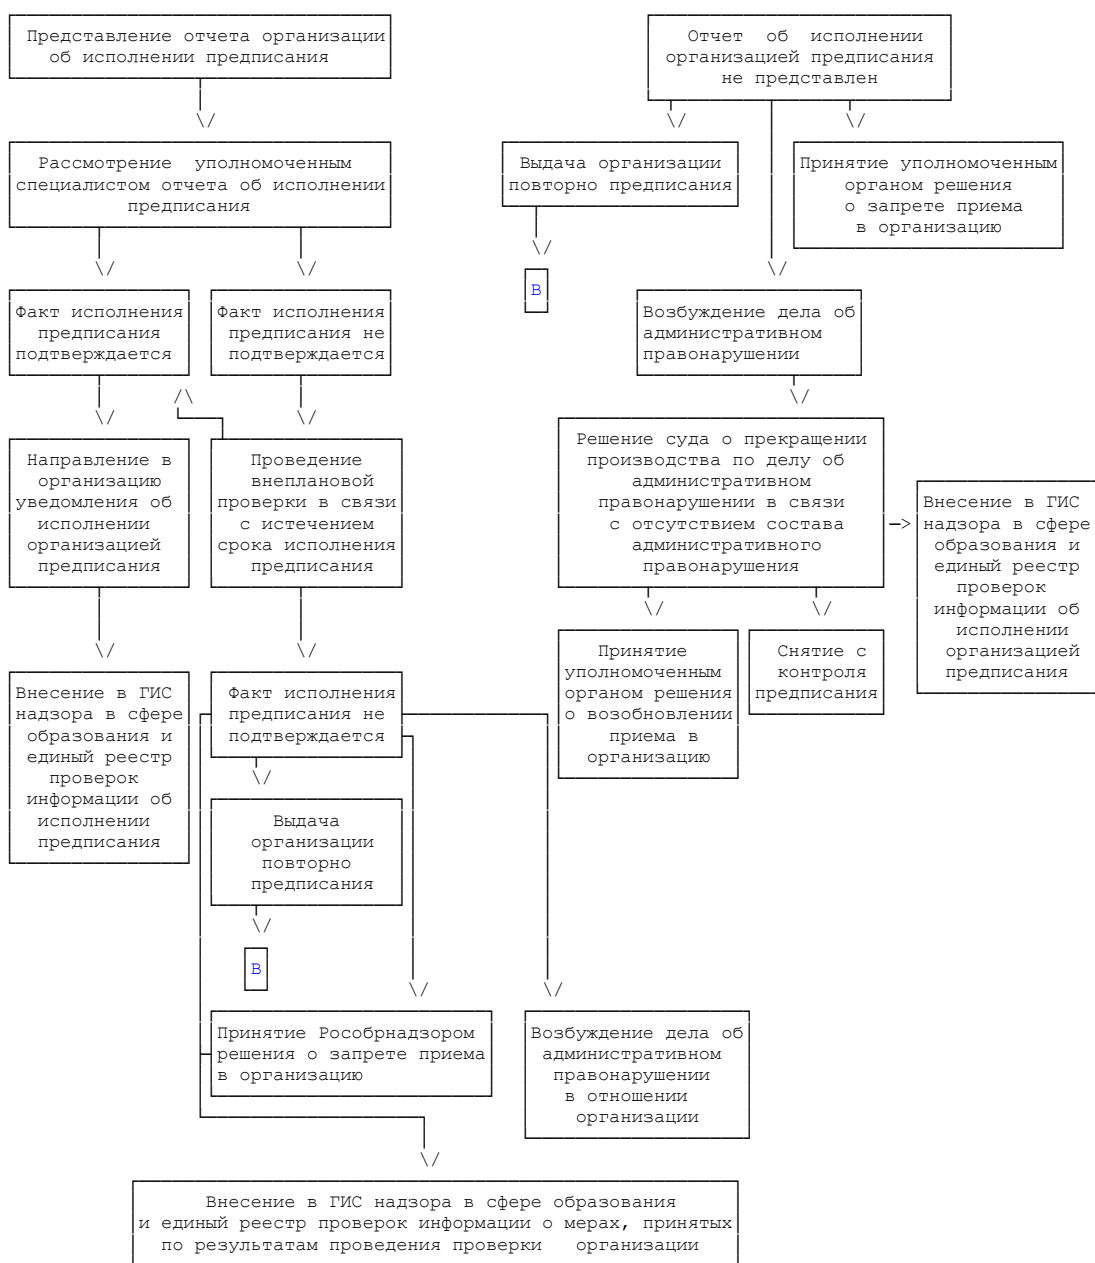 Представление отчета организации
об исполнении предписания
Отчет об исполнении
организацией предписания
не представлен
Рассмотрение уполномоченным
специалистом отчета об исполнении
предписания
Выдача организации
повторно предписания
Принятие уполномоченным
органом решения
о запрете приема
в организацию
В
Факт исполнения
предписания
подтверждается
Факт исполнения
предписания не
подтверждается
Возбуждение дела об
административном
правонарушении
Направление в
организацию
уведомления об
исполнении
организацией
предписания
Проведение
внеплановой
проверки в связи
с истечением
срока исполнения
предписания
Решение суда о прекращении
производства по делу об
административном
правонарушении в связи
с отсутствием состава
административного
правонарушения
Внесение в ГИС
надзора в сфере
образования и
единый реестр
проверок
информации об
исполнении
организацией
предписания
Принятие
уполномоченным
органом решения
о возобновлении
приема в
организацию
Снятие с
контроля
предписания
Внесение в ГИС
надзора в сфере
образования и
единый реестр
проверок
информации об
исполнении
предписания
Факт исполнения
предписания не
подтверждается
Выдача
организации
повторно
предписания
В
Принятие Рособрнадзором
решения о запрете приема
в организацию
Возбуждение дела об
административном
правонарушении
в отношении
организации
Внесение в ГИС надзора в сфере образования
и единый реестр проверок информации о мерах, принятых
по результатам проведения проверки организации